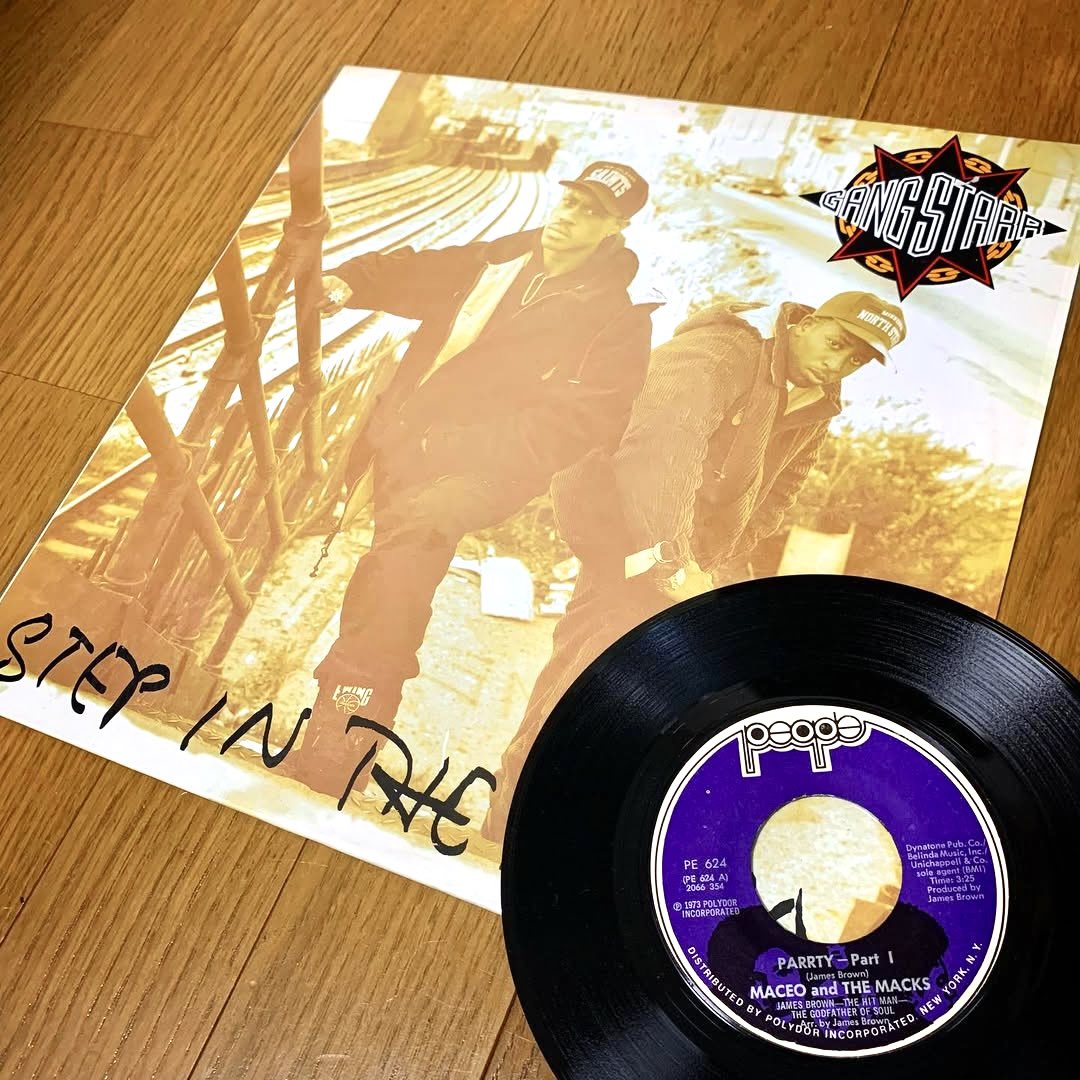 SAINTS
GANG STARR
NORTH ST
EWING
STEP IN THE
people
PE 624
(PE 624 A)
2066 354
℗ 1973 POLYDOR
INCORPORATED
Dynatone Pub. Co./
Belinda Music, Inc./
Unichappell & Co.
sole agent (BMI)
Time: 3:25
Produced by
James Brown
PARRTY—Part I
(James Brown)
MACEO and THE MACKS
JAMES BROWN—THE HIT MAN—
THE GODFATHER OF SOUL
Arr. by James Brown
DISTRIBUTED BY POLYDOR INCORPORATED, NEW YORK, N.Y.